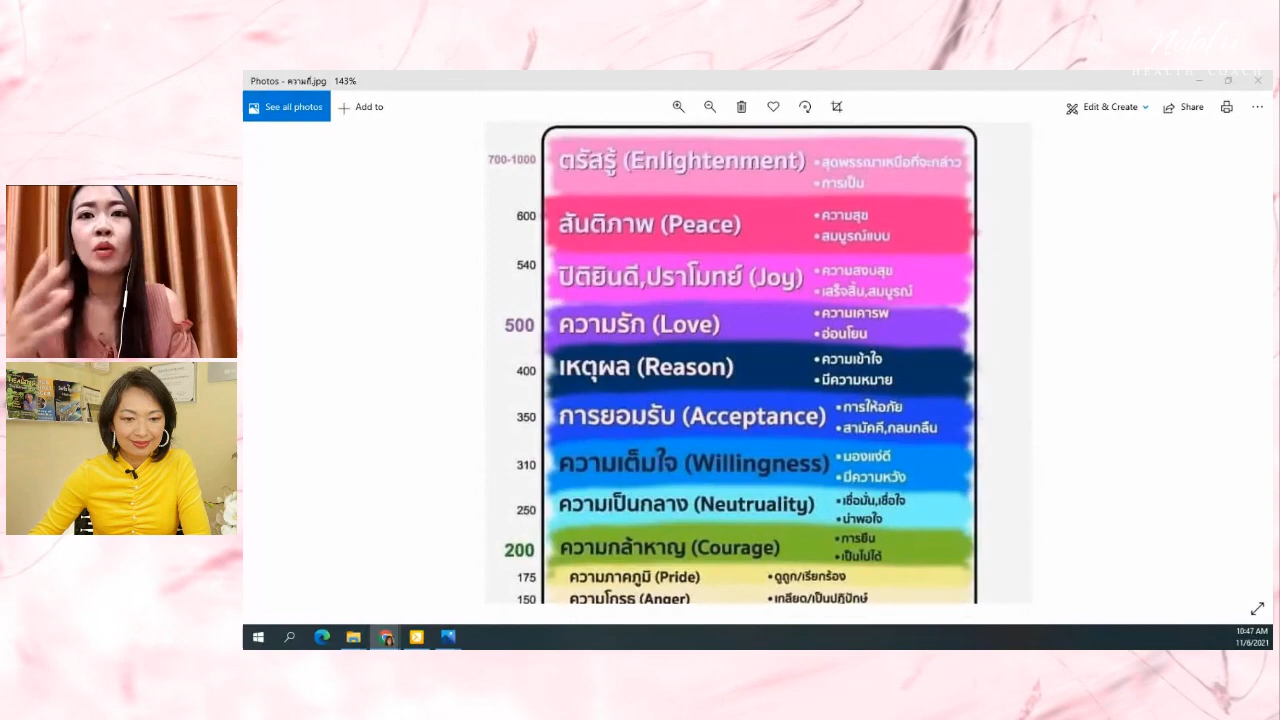 Natalie
HEALTH COACH
Photos - ความถี่.jpg 143%
See all photos
Add to
Edit & Create
Share
700-1000 ตรัสรู้ (Enlightenment) •สุดพรรณาเหนือที่จะกล่าว
•การเป็น
600 สันติภาพ (Peace) •ความสุข
•สมบูรณ์แบบ
540 ปิติยินดี,ปราโมทย์ (Joy) •ความสงบสุข
•เสร็จสิ้น,สมบูรณ์
500 ความรัก (Love) •ความเคารพ
•อ่อนโยน
400 เหตุผล (Reason) •ความเข้าใจ
•มีความหมาย
350 การยอมรับ (Acceptance) •การให้อภัย
•สามัคคี,กลมกลืน
310 ความเต็มใจ (Willingness) •มองแง่ดี
•มีความหวัง
250 ความเป็นกลาง (Neutruality) •เชื่อมั่น,เชื่อใจ
•น่าพอใจ
200 ความกล้าหาญ (Courage) •การยืน
•เป็นไปได้
175 ความภาคภูมิ (Pride) •ดูถูก/เรียกร้อง
150 ความโกรธ (Anger) •เกลียด/เป็นปฏิปักษ์
10:47 AM
11/6/2021